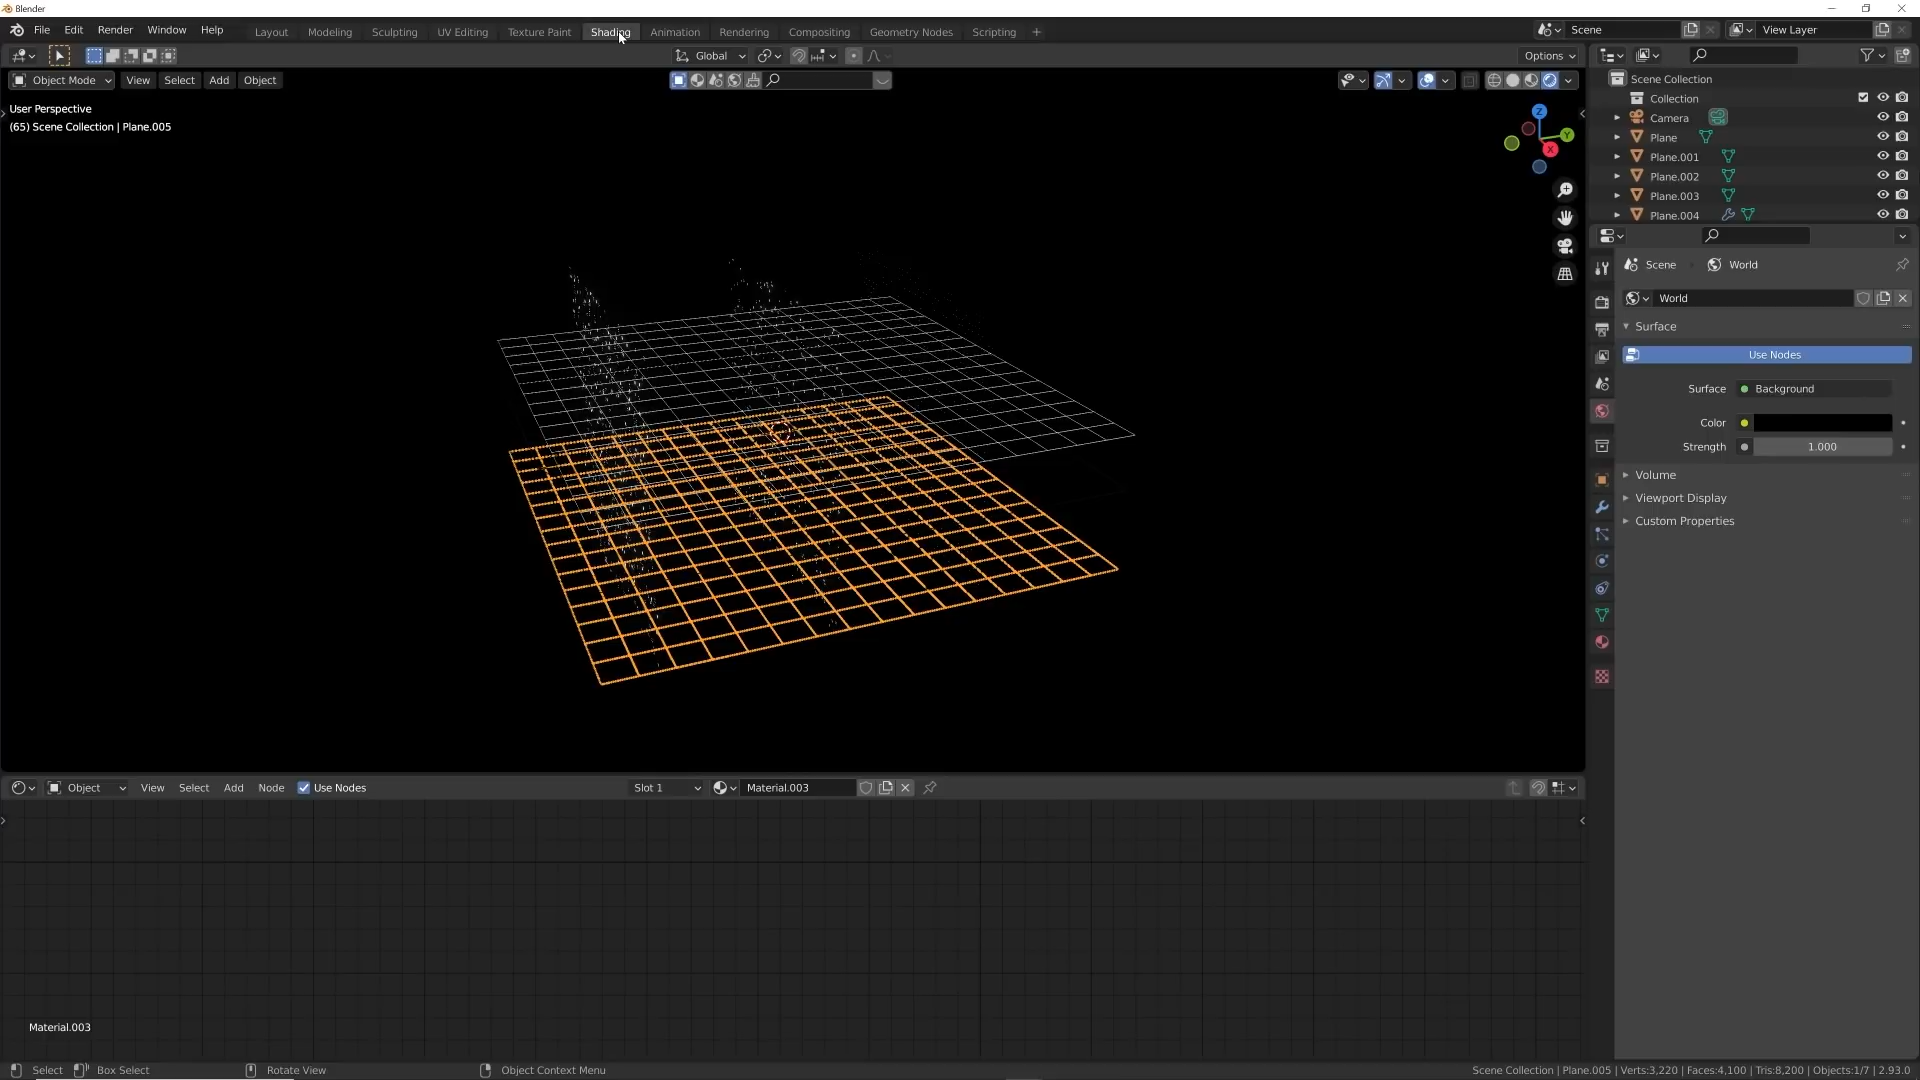 Blender
File Edit Render Window Help Layout Modeling Sculpting UV Editing Texture Paint Shading Animation Rendering Compositing Geometry Nodes Scripting + Scene View Layer
Global Options
Object Mode View Select Add Object
User Perspective
(65) Scene Collection | Plane.005
Z
Y
X
Scene Collection
Collection
Camera
Plane
Plane.001
Plane.002
Plane.003
Plane.004
Scene World
World
Surface
Use Nodes
Surface Background
Color
Strength 1.000
Volume
Viewport Display
Custom Properties
Object View Select Add Node Use Nodes Slot 1 Material.003
Material.003
Select Box Select Rotate View Object Context Menu Scene Collection | Plane.005 | Verts:3,220 | Faces:4,100 | Tris:8,200 | Objects:1/7 | 2.93.0